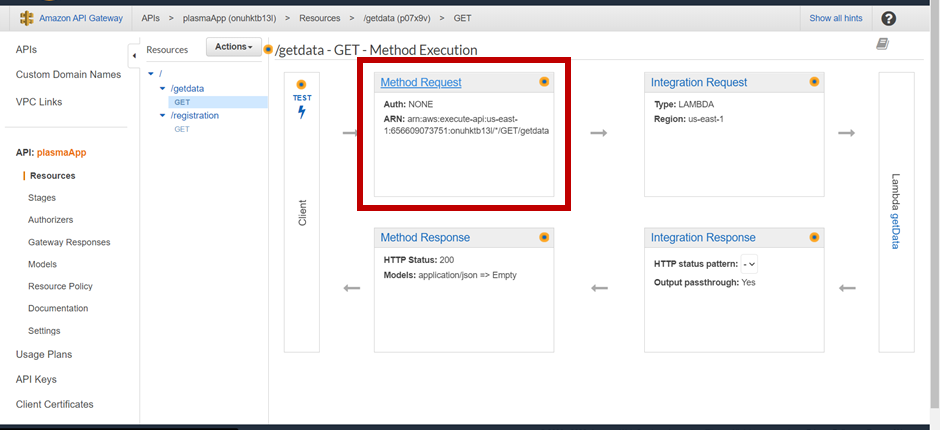 Amazon API Gateway APIs > plasmaApp (onuhktb13l) > Resources > /getdata (p07x9v) > GET Show all hints ?
APIs
Custom Domain Names
VPC Links
API: plasmaApp
Resources
Stages
Authorizers
Gateway Responses
Models
Resource Policy
Documentation
Settings
Usage Plans
API Keys
Client Certificates
Resources Actions
/
/getdata
GET
/registration
GET
/getdata - GET - Method Execution
TEST
Client
Method Request
Auth: NONE
ARN: arn:aws:execute-api:us-east-
1:656609073751:onuhktb13l/*/GET/getdata
Integration Request
Type: LAMBDA
Region: us-east-1
Method Response
HTTP Status: 200
Models: application/json => Empty
Integration Response
HTTP status pattern: -
Output passthrough: Yes
Lambda getData